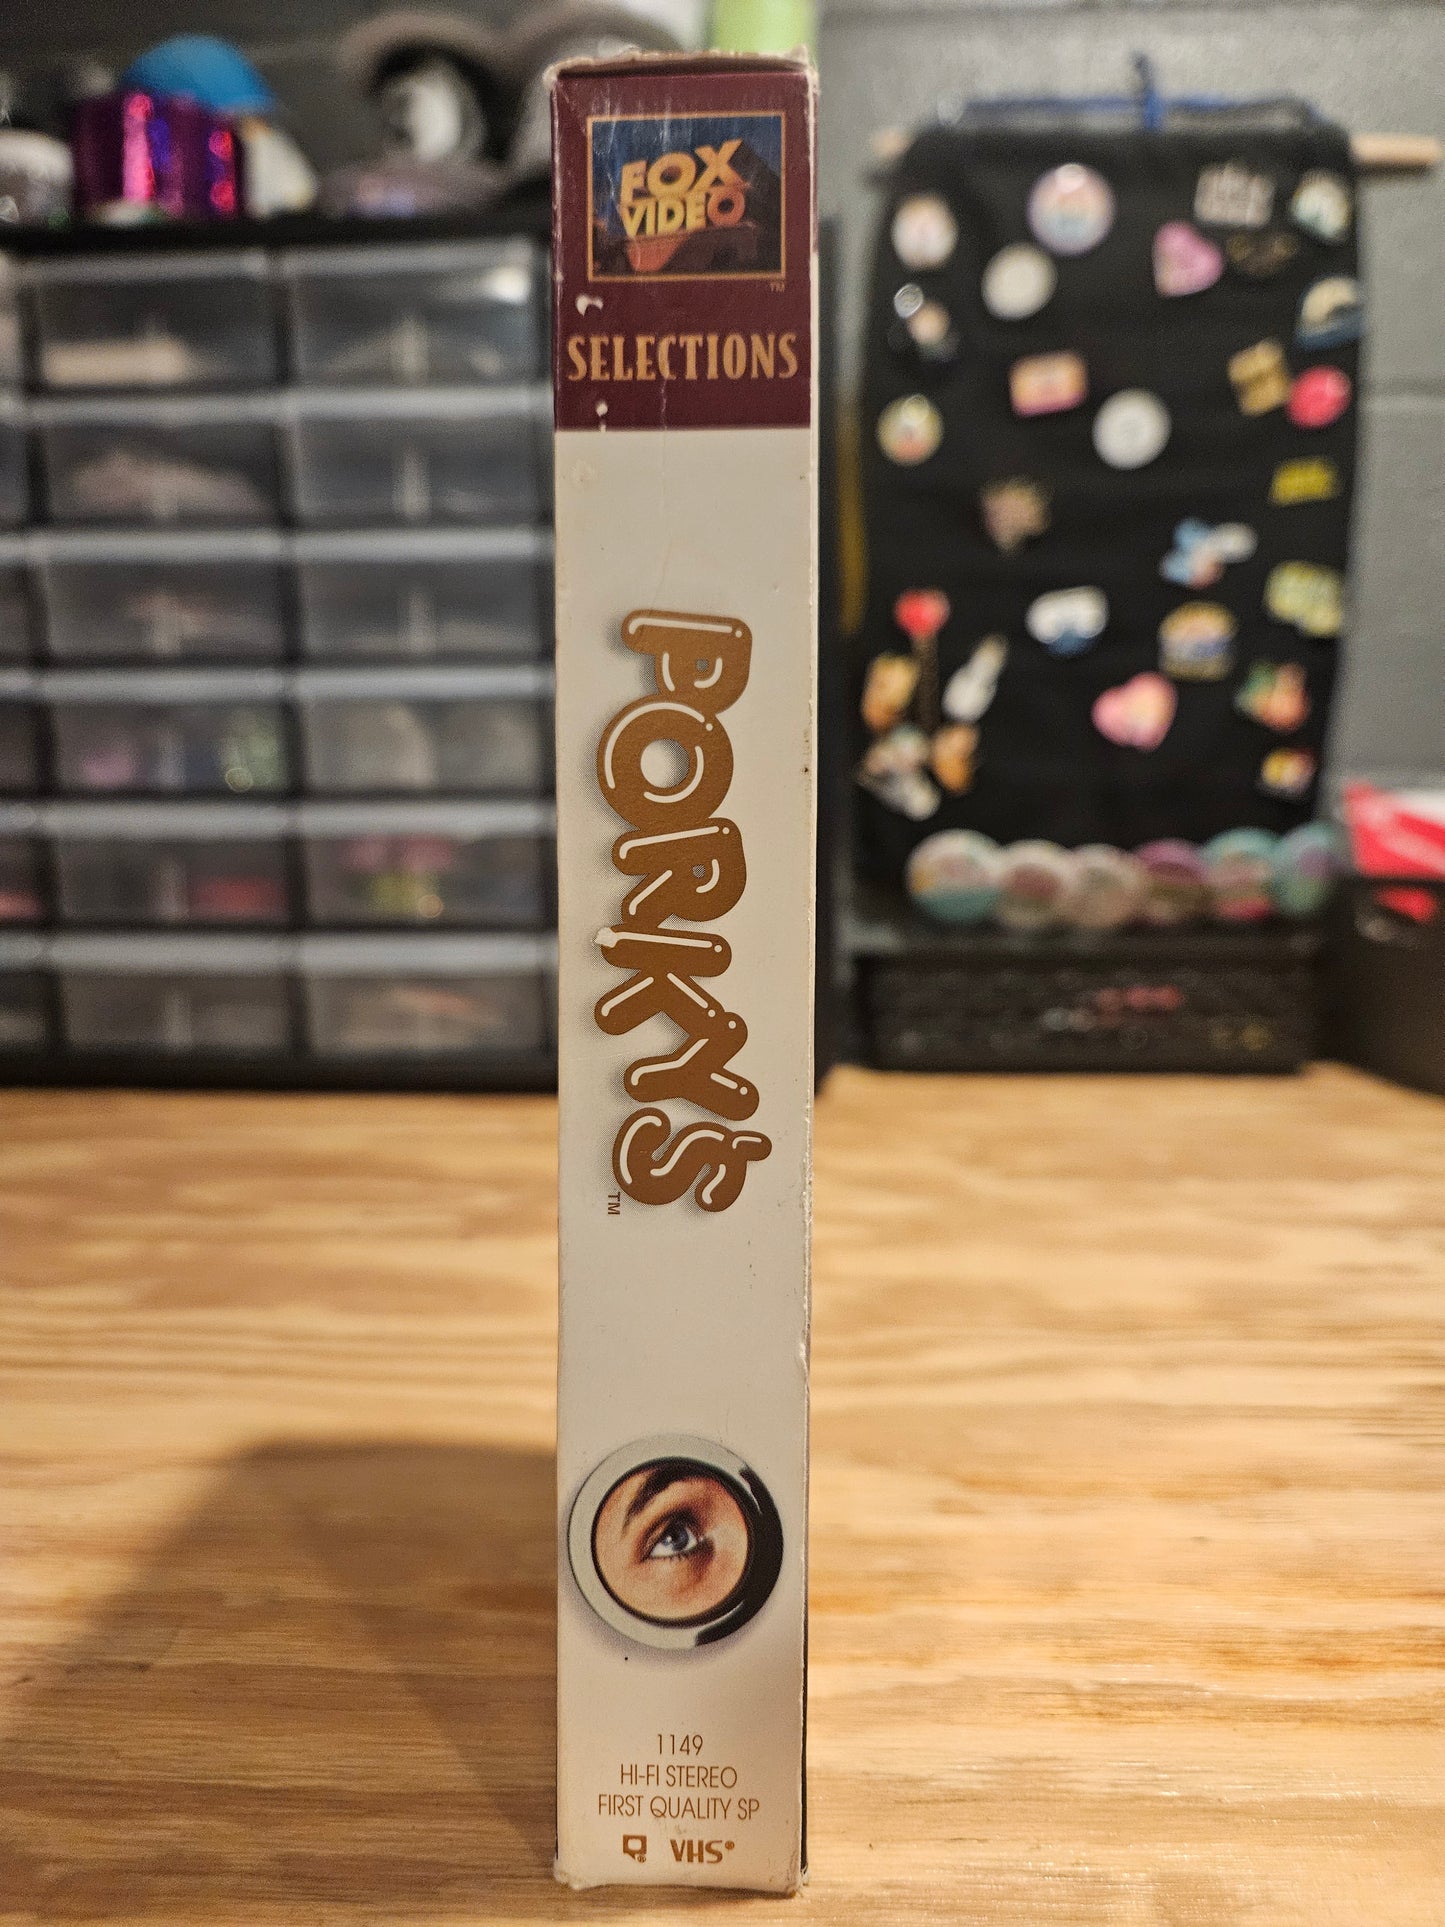 FOX
VIDEO
TM
SELECTIONS
PORKY'S
TM
1149
HI-FI STEREO
FIRST QUALITY SP
VHS®